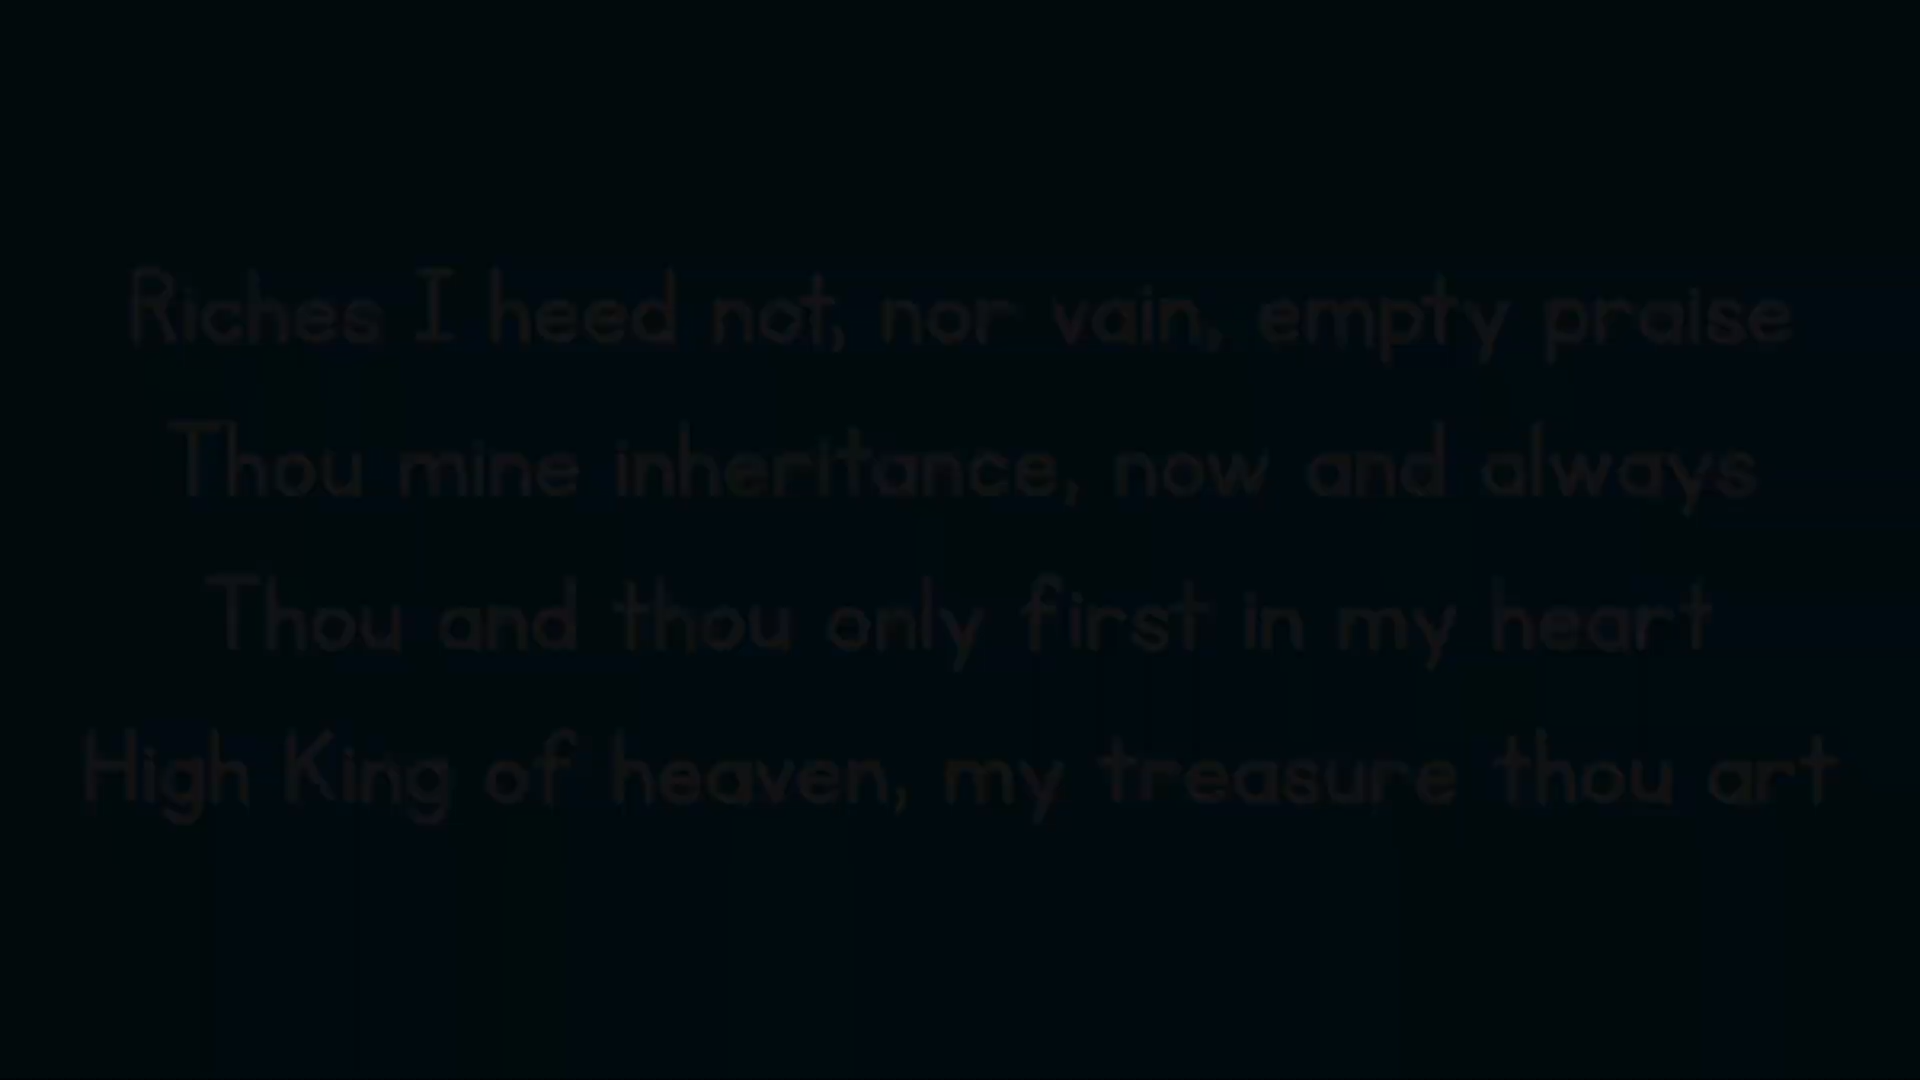 Riches I heed not, nor vain, empty praise
Thou mine inheritance, now and always
Thou and thou only first in my heart
High King of heaven, my treasure thou art